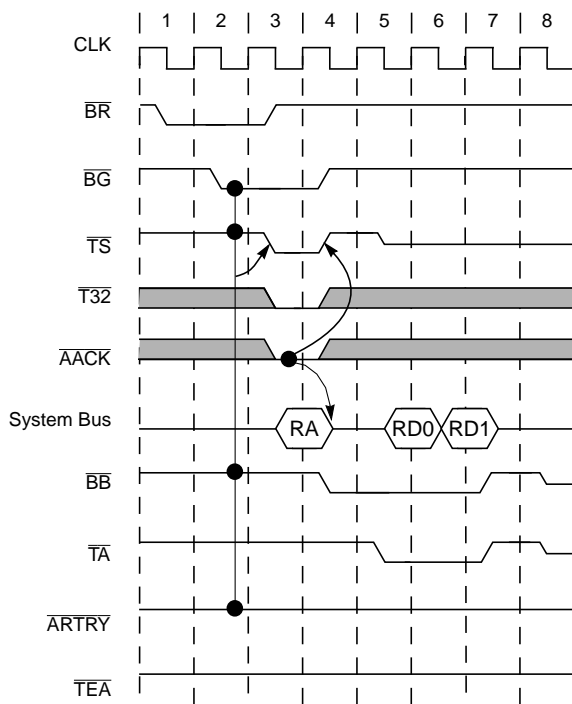 1 2 3 4 5 6 7 8
CLK
BR
BG
TS
T32
AACK
System Bus RA RD0 RD1
BB
TA
ARTRY
TEA